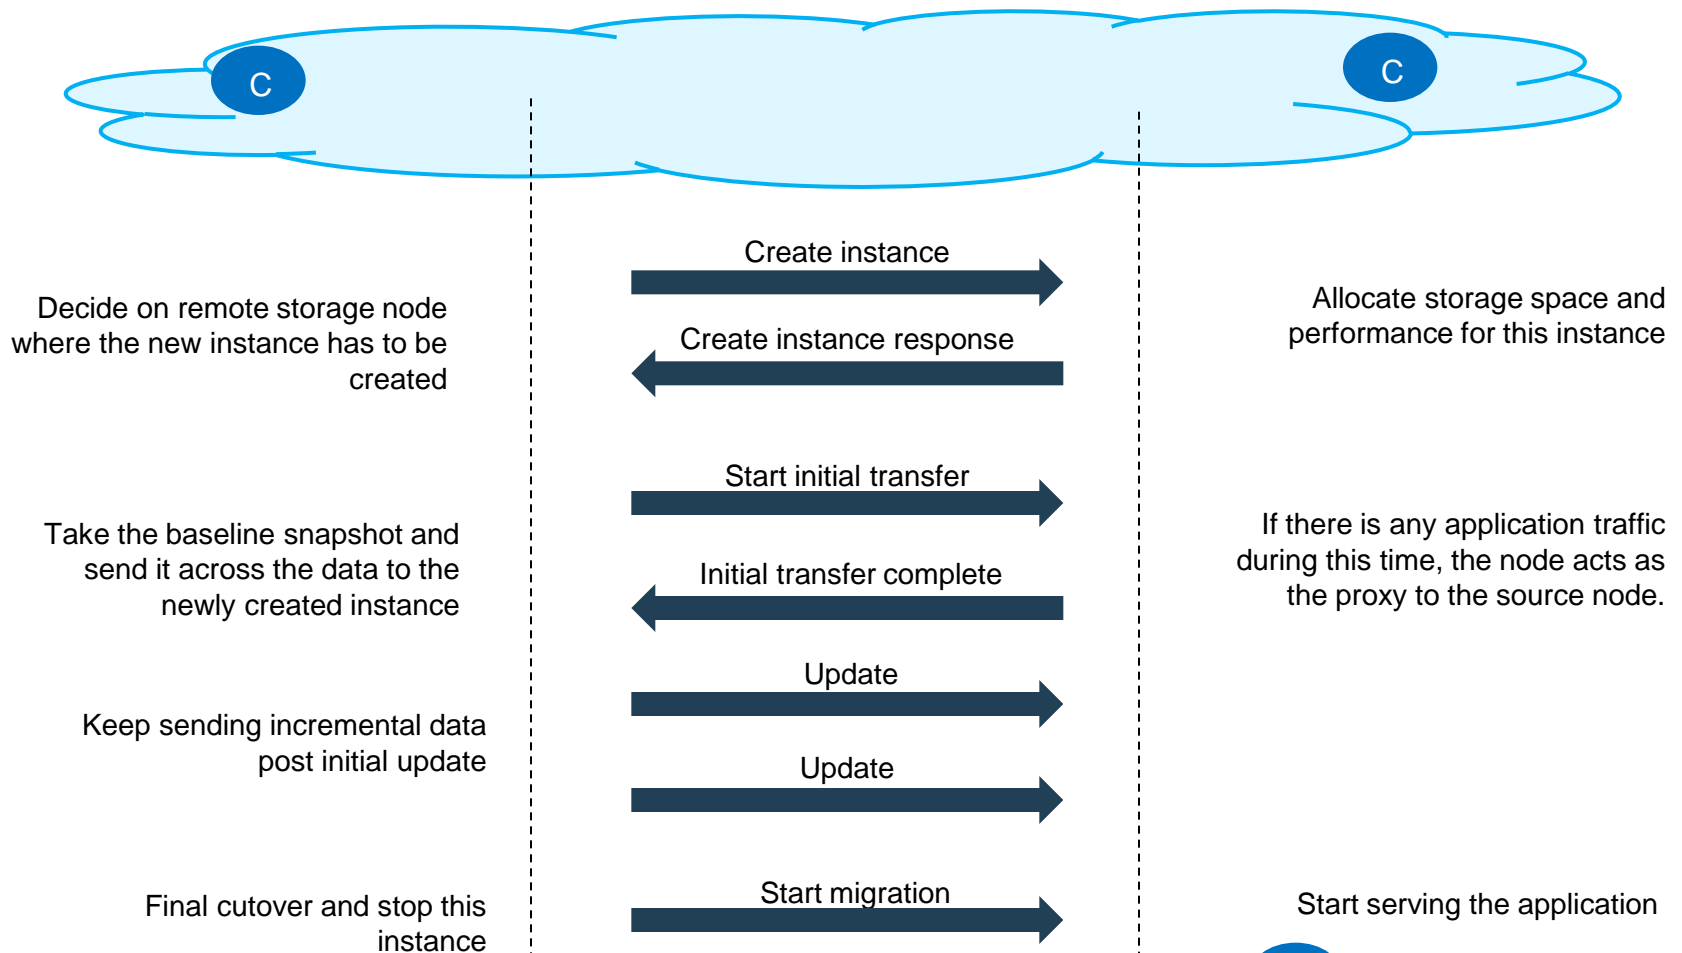 C
C
Create instance
Decide on remote storage node
where the new instance has to be
created
Allocate storage space and
performance for this instance
Create instance response
Start initial transfer
Take the baseline snapshot and
send it across the data to the
newly created instance
If there is any application traffic
during this time, the node acts as
the proxy to the source node.
Initial transfer complete
Update
Keep sending incremental data
post initial update
Update
Start migration
Final cutover and stop this
instance
Start serving the application